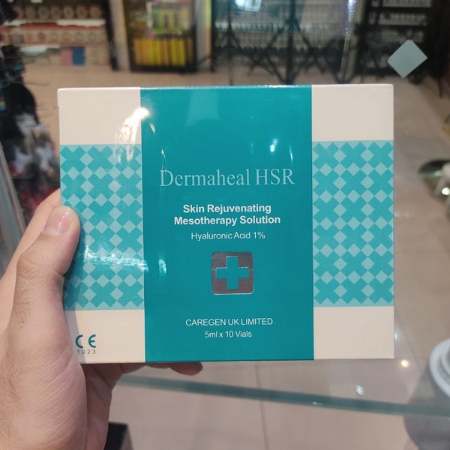 Dermaheal HSR
Skin Rejuvenating
Mesotherapy Solution
Hyaluronic Acid 1%
CAREGEN UK LIMITED
5ml x 10 Vials
CE